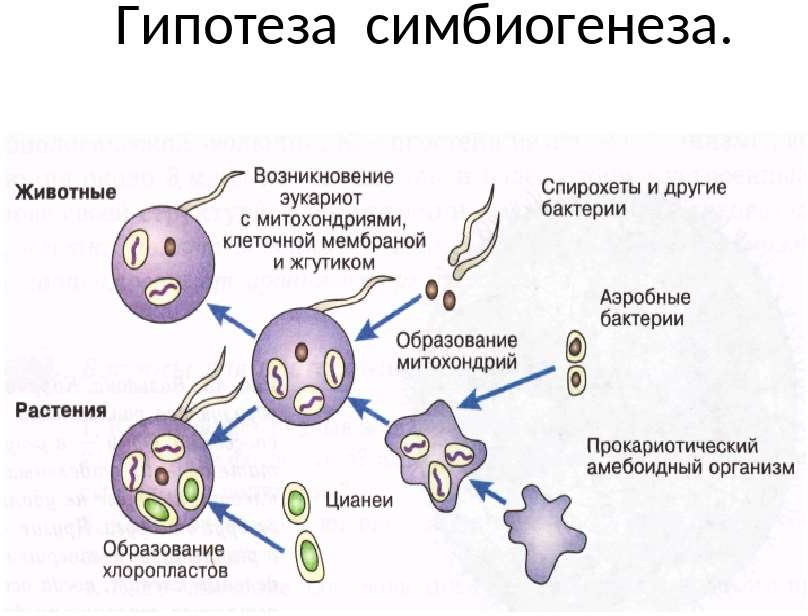 Гипотеза симбиогенеза.
Животные
Возникновение
эукариот
с митохондриями,
клеточной мембраной
и жгутиком
Спирохеты и другие
бактерии
Аэробные
бактерии
Образование
митохондрий
Растения
Прокариотический
амебоидный организм
Цианеи
Образование
хлоропластов